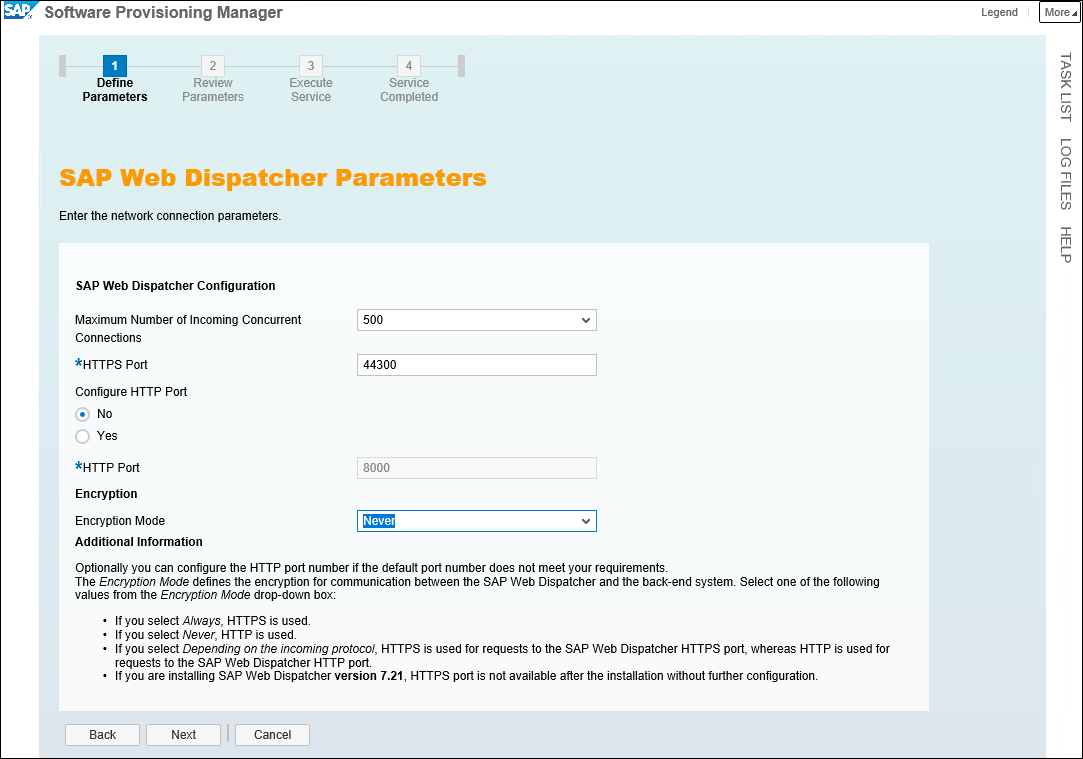 SAP Software Provisioning Manager
Legend
More
1
2
3
4
Define
Parameters
Review
Parameters
Execute
Service
Service
Completed
TASK LIST
LOG FILES
HELP
SAP Web Dispatcher Parameters
Enter the network connection parameters.
SAP Web Dispatcher Configuration
Maximum Number of Incoming Concurrent
Connections
500
*HTTPS Port
44300
Configure HTTP Port
No
Yes
*HTTP Port
8000
Encryption
Encryption Mode
Never
Additional Information
Optionally you can configure the HTTP port number if the default port number does not meet your requirements.
The Encryption Mode defines the encryption for communication between the SAP Web Dispatcher and the back-end system. Select one of the following
values from the Encryption Mode drop-down box:
• If you select Always, HTTPS is used.
• If you select Never, HTTP is used.
• If you select Depending on the incoming protocol, HTTPS is used for requests to the SAP Web Dispatcher HTTPS port, whereas HTTP is used for
requests to the SAP Web Dispatcher HTTP port.
• If you are installing SAP Web Dispatcher version 7.21, HTTPS port is not available after the installation without further configuration.
Back
Next
Cancel